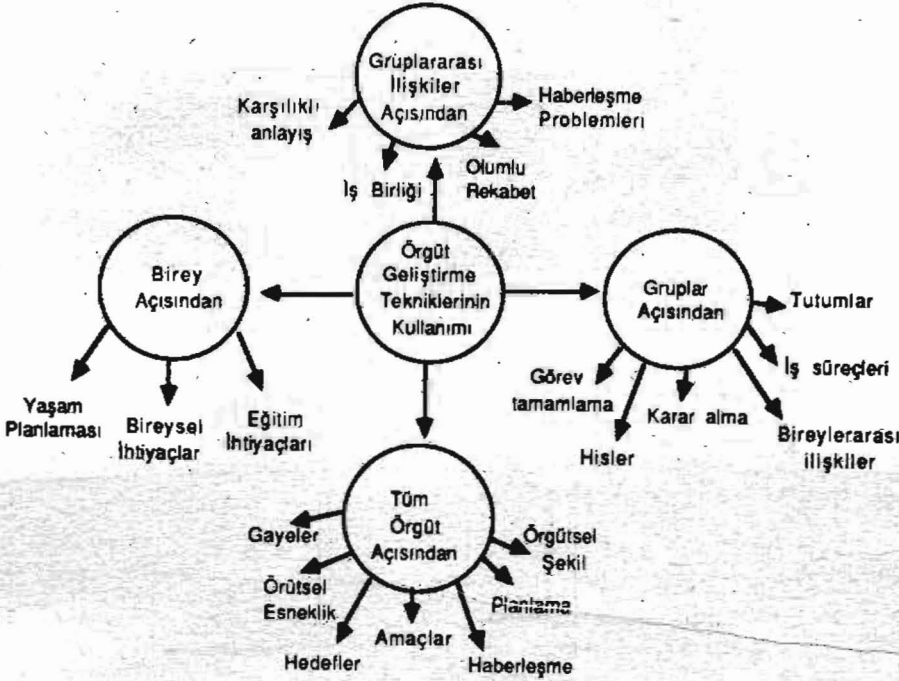 Gruplararası
İlişkiler
Açısından
Karşılıklı
anlayış
İş Birliği
Olumlu
Rekabet
Haberleşme
Problemleri
Örgüt
Geliştirme
Tekniklerinin
Kullanımı
Birey
Açısından
Yaşam
Planlaması
Bireysel
İhtiyaçlar
Eğitim
İhtiyaçları
Gruplar
Açısından
Tutumlar
İş süreçleri
Bireylerarası
ilişkiler
Karar alma
Hisler
Görev
tamamlama
Tüm
Örgüt
Açısından
Gayeler
Örütsel
Esneklik
Hedefler
Amaçlar
Haberleşme
Planlama
Örgütsel
Şekil